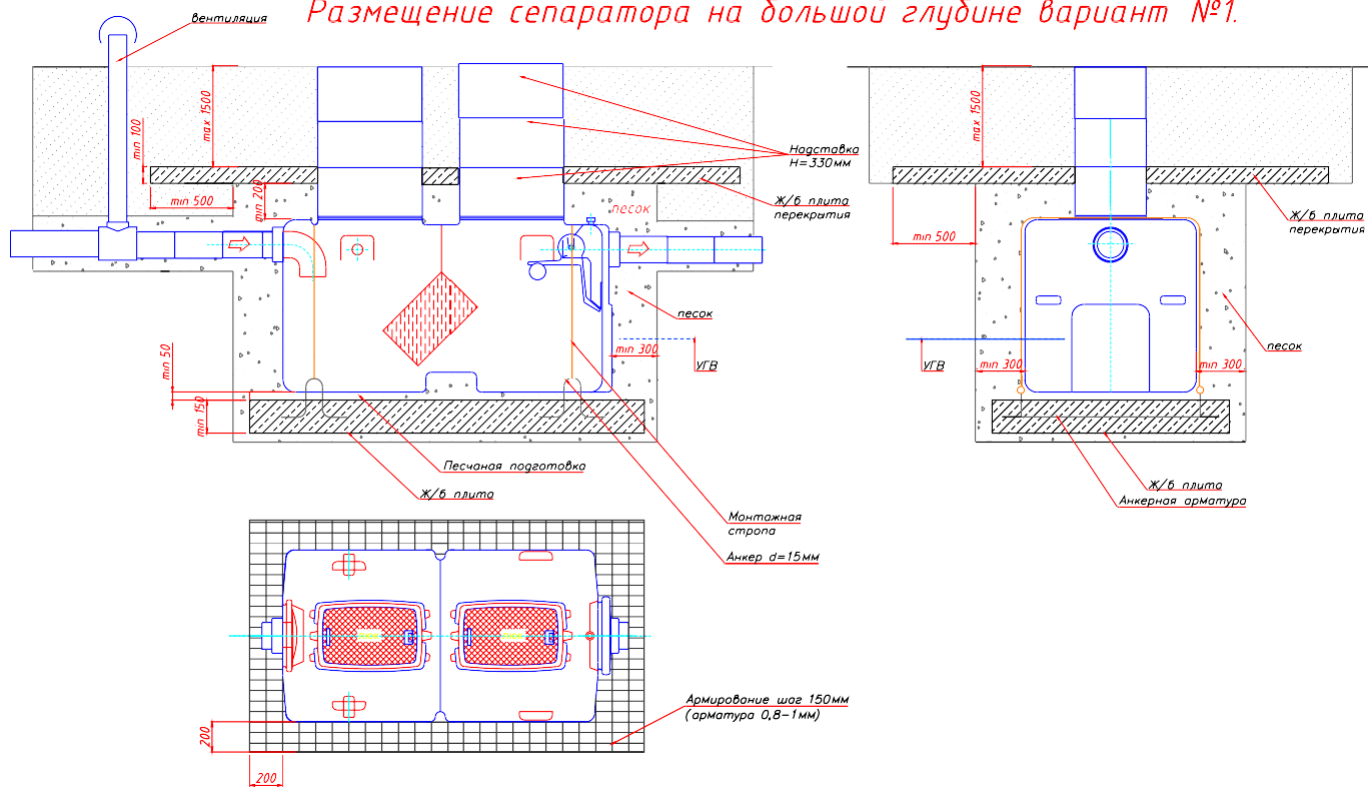 Размещение сепаратора на большой глубине вариант №1.
вентиляция
max 1500
min 100
min 500
min 200
Надставка
H=330мм
Ж/б плита
перекрытия
песок
песок
min 300
УГВ
min 50
min 150
Песчаная подготовка
Ж/б плита
Монтажная
стропа
Анкер d=15мм
max 1500
min 500
Ж/б плита
перекрытия
песок
УГВ
min 300
min 300
Ж/б плита
Анкерная арматура
Армирование шаг 150мм
(арматура 0,8-1мм)
200
200